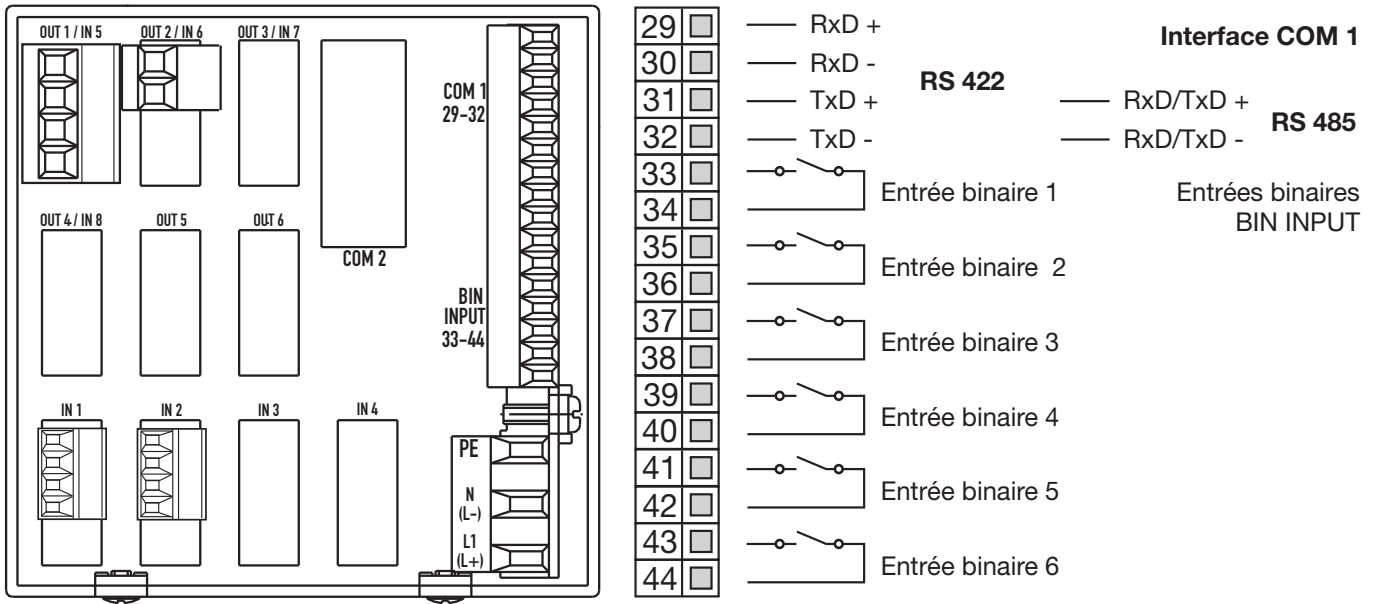 OUT 1 / IN 5 OUT 2 / IN 6 OUT 3 / IN 7
COM 1
29-32
OUT 4 / IN 8 OUT 5 OUT 6
COM 2
BIN
INPUT
33-44
IN 1 IN 2 IN 3 IN 4
PE
N
(L-)
L1
(L+)
29 RxD +
30 RxD -
31 TxD +
32 TxD -
RS 422
Interface COM 1
RxD/TxD +
RxD/TxD -
RS 485
33
34
Entrée binaire 1
Entrées binaires
BIN INPUT
35
36
Entrée binaire 2
37
38
Entrée binaire 3
39
40
Entrée binaire 4
41
42
Entrée binaire 5
43
44
Entrée binaire 6